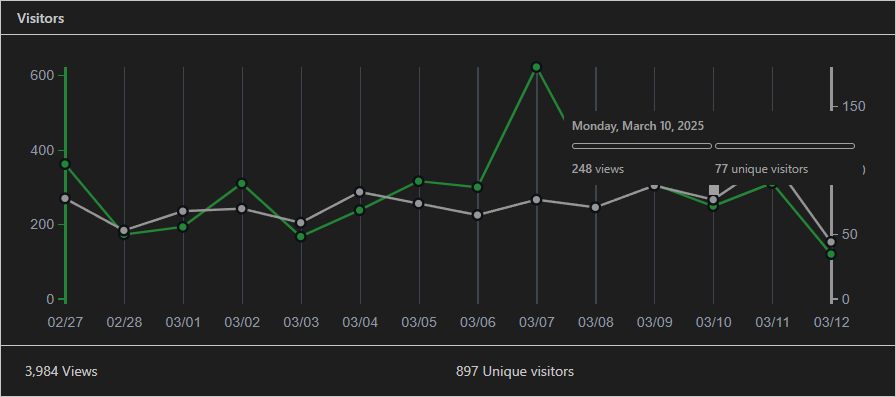 Visitors
600
400
200
0
150
50
0
Monday, March 10, 2025
248 views
77 unique visitors
02/27 02/28 03/01 03/02 03/03 03/04 03/05 03/06 03/07 03/08 03/09 03/10 03/11 03/12
3,984 Views
897 Unique visitors